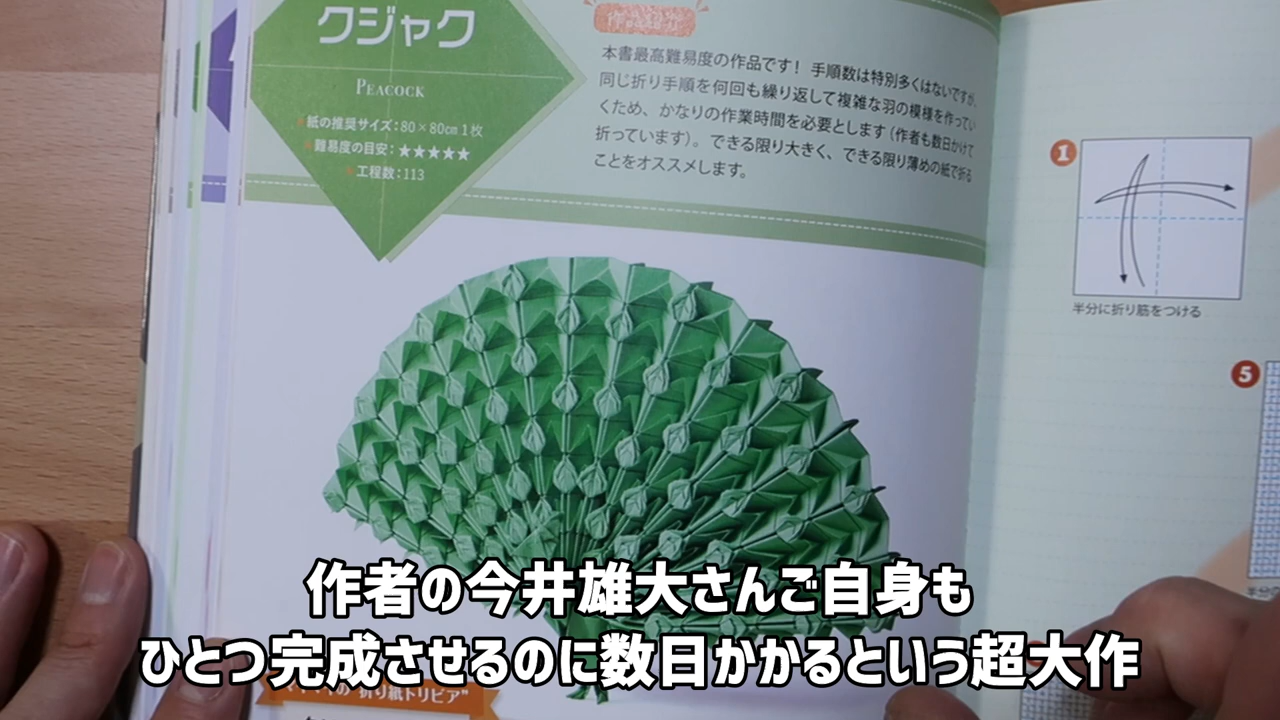 クジャク
PEACOCK
紙の推奨サイズ：80×80㎝ 1枚
難易度の目安：★★★★★
工程数：113
作品紹介
本書最高難易度の作品です！ 手順数は特別多くはないですが、
同じ折り手順を何回も繰り返して複雑な羽の模様を作ってい
くため、かなりの作業時間を必要とします（作者も数日かけて
折っています）。できる限り大きく、できる限り薄めの紙で折る
ことをオススメします。
1
半分に折り筋をつける
5
半分の
作者の今井雄大さんご自身も
ひとつ完成させるのに数日かかるという超大作
の“折り紙トリビア”